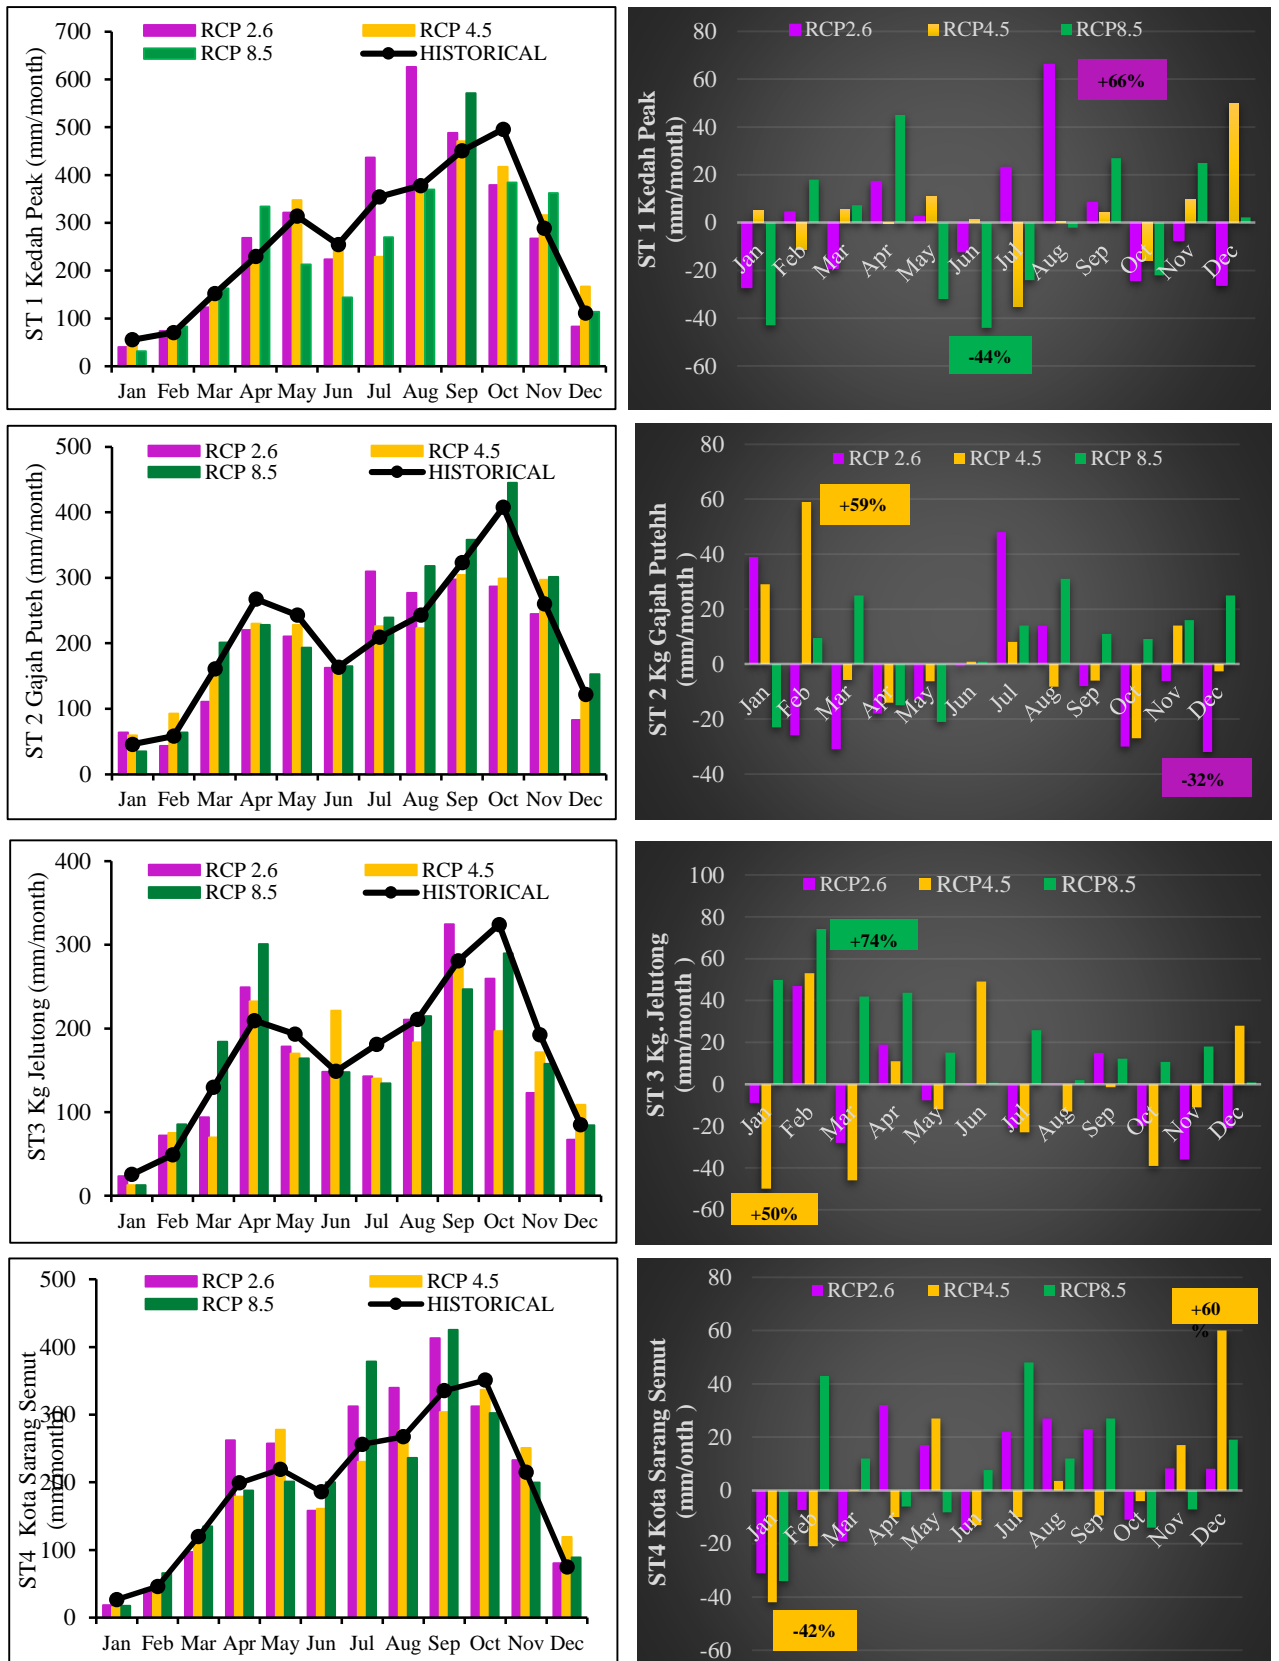 RCP 2.6 RCP 4.5
RCP 8.5 HISTORICAL
ST 1 Kedah Peak (mm/month)
700
600
500
400
300
200
100
0
Jan Feb Mar Apr May Jun Jul Aug Sep Oct Nov Dec
RCP2.6 RCP4.5 RCP8.5
ST 1 Kedah Peak
(mm/month)
80
60
40
20
0
-20
-40
-60
+66%
Jan Feb Mar Apr May Jun Jul Aug Sep Oct Nov Dec
-44%
RCP 2.6 RCP 4.5
RCP 8.5 HISTORICAL
ST 2 Gajah Puteh (mm/month)
500
400
300
200
100
0
Jan Feb Mar Apr May Jun Jul Aug Sep Oct Nov Dec
RCP 2.6 RCP 4.5 RCP 8.5
ST 2 Kg Gajah Putehh
(mm/month )
80
60
40
20
0
-20
-40
+59%
Jan Feb Mar Apr May Jun Jul Aug Sep Oct Nov Dec
-32%
RCP 2.6 RCP 4.5
RCP 8.5 HISTORICAL
ST3 Kg Jelutong (mm/month)
400
300
200
100
0
Jan Feb Mar Apr May Jun Jul Aug Sep Oct Nov Dec
RCP2.6 RCP4.5 RCP8.5
ST 3 Kg. Jelutong
(mm/month )
100
80
60
40
20
0
-20
-40
-60
+74%
Jan Feb Mar Apr May Jun Jul Aug Sep Oct Nov Dec
+50%
RCP 2.6 RCP 4.5
RCP 8.5 HISTORICAL
ST4 Kota Sarang Semut
(mm/month)
500
400
300
200
100
0
Jan Feb Mar Apr May Jun Jul Aug Sep Oct Nov Dec
RCP2.6 RCP4.5 RCP8.5
ST4 Kota Sarang Semut
(mm/onth )
80
60
40
20
0
-20
-40
-60
+60
%
Jan Feb Mar Apr May Jun Jul Aug Sep Oct Nov Dec
-42%